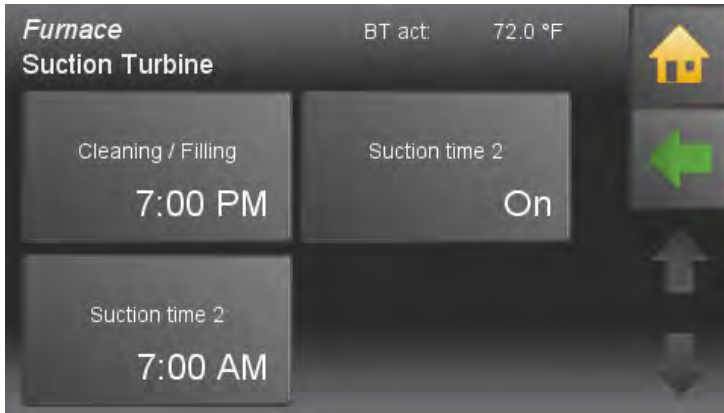 Furnace
BT act: 72.0 °F
Suction Turbine
Cleaning / Filling
7:00 PM
Suction time 2
On
Suction time 2
7:00 AM